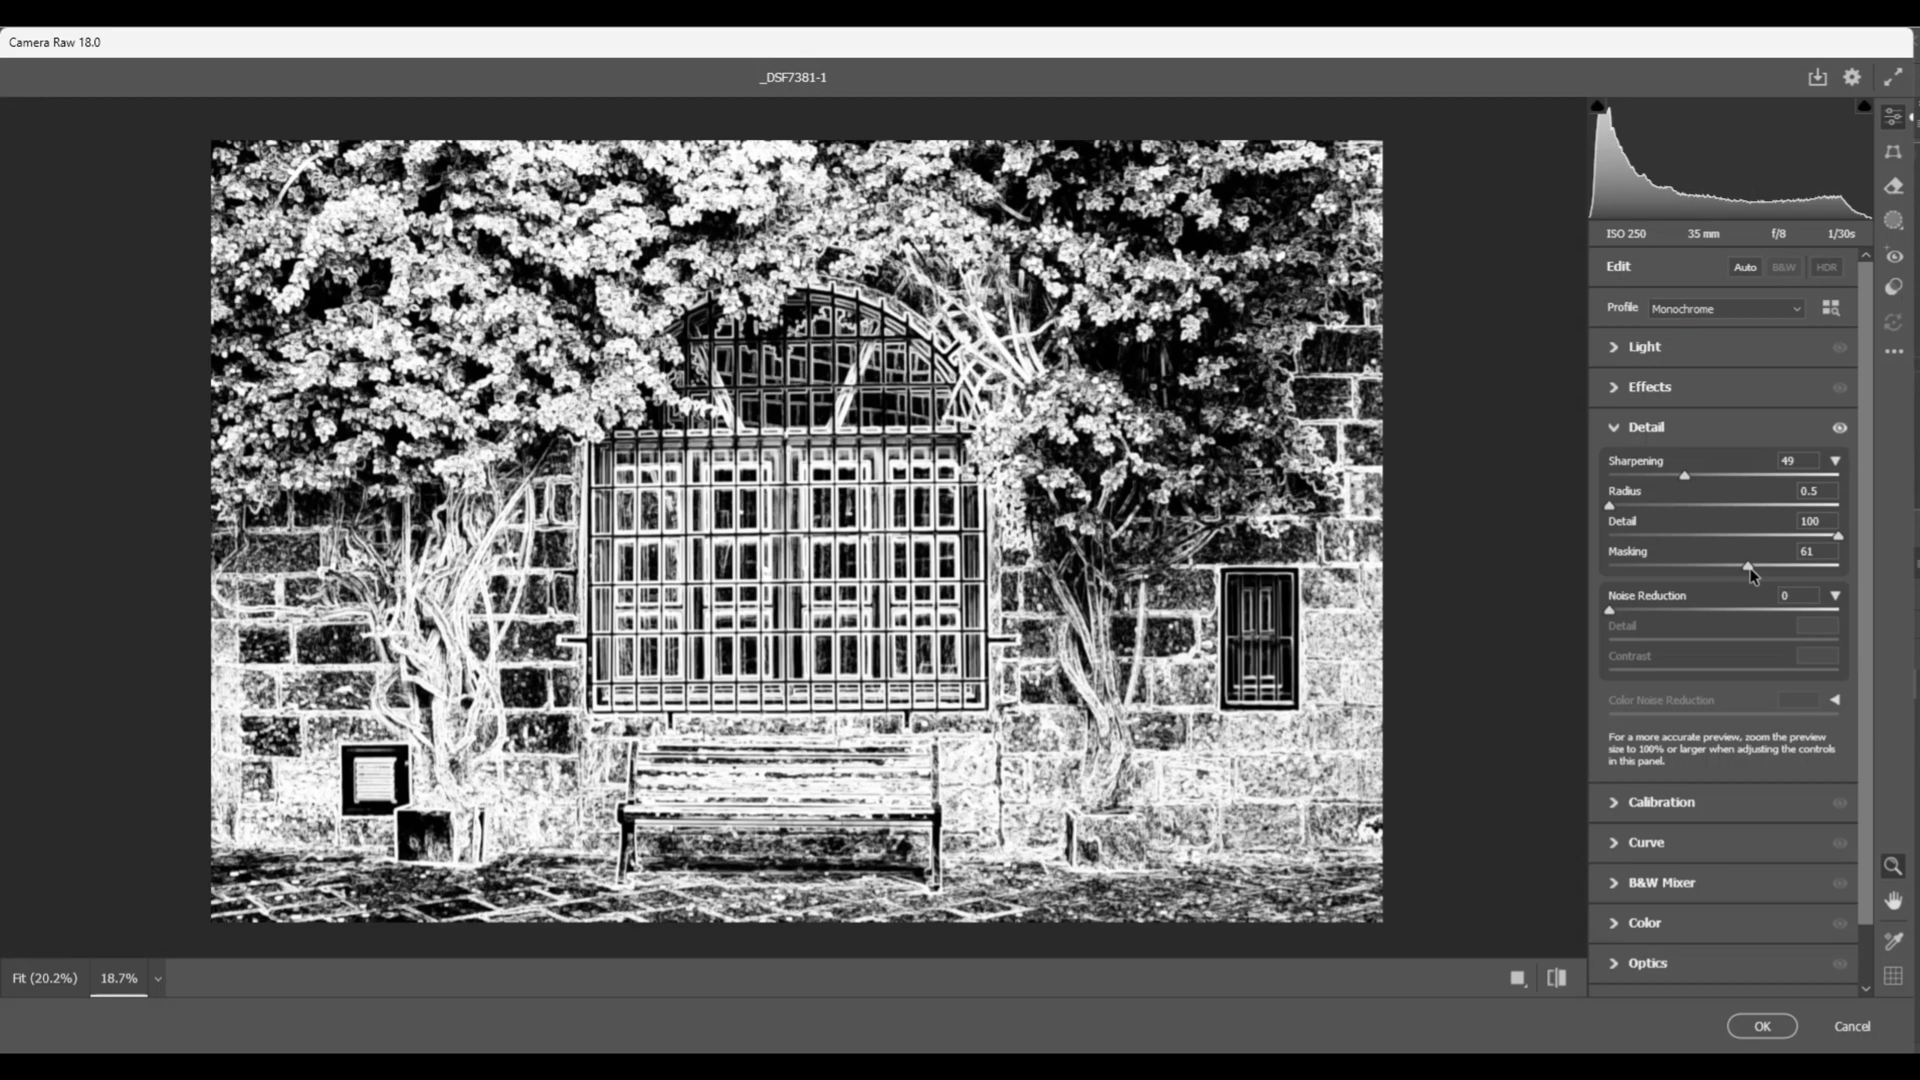 Camera Raw 18.0
_DSF7381-1
ISO 250 35 mm f/8 1/30s
Edit Auto B&W HDR
Profile Monochrome
Light
Effects
Detail
Sharpening 49
Radius 0.5
Detail 100
Masking 61
Noise Reduction 0
Detail
Contrast
Color Noise Reduction
For a more accurate preview, zoom the preview
size to 100% or larger when adjusting the controls
in this panel.
Calibration
Curve
B&W Mixer
Color
Optics
Fit (20.2%) 18.7%
OK Cancel